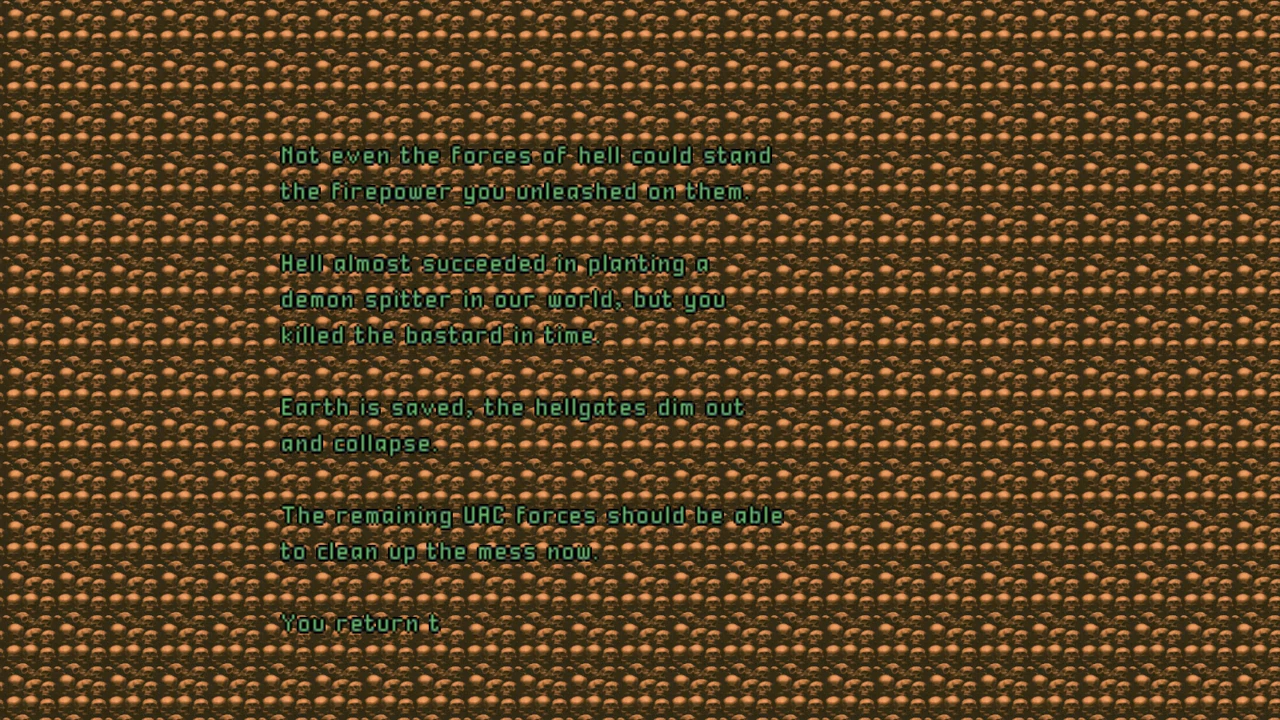 Not even the forces of hell could stand
the firepower you unleashed on them.
Hell almost succeeded in planting a
demon spitter in our world, but you
killed the bastard in time.
Earth is saved, the hellgates dim out
and collapse.
The remaining UAC forces should be able
to clean up the mess now.
You return t